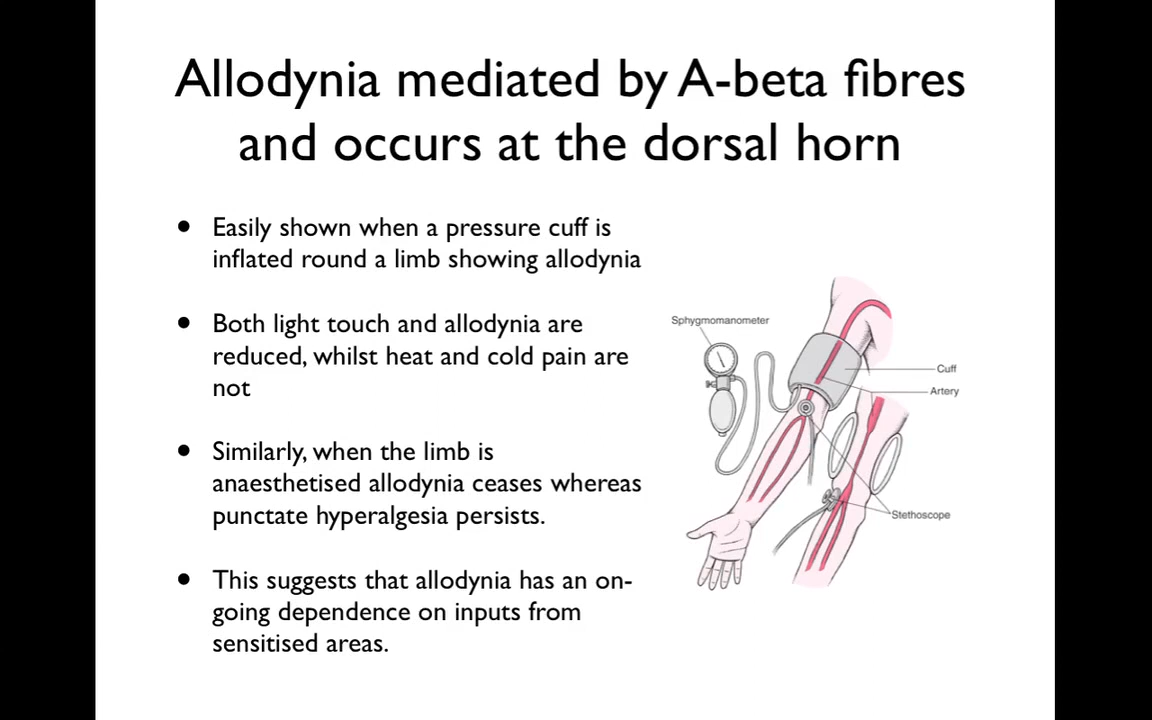 Allodynia mediated by A-beta fibres
and occurs at the dorsal horn
• Easily shown when a pressure cuff is
inflated round a limb showing allodynia
• Both light touch and allodynia are
reduced, whilst heat and cold pain are
not
• Similarly, when the limb is
anaesthetised allodynia ceases whereas
punctate hyperalgesia persists.
• This suggests that allodynia has an on-
going dependence on inputs from
sensitised areas.
Sphygmomanometer
Cuff
Artery
Stethoscope